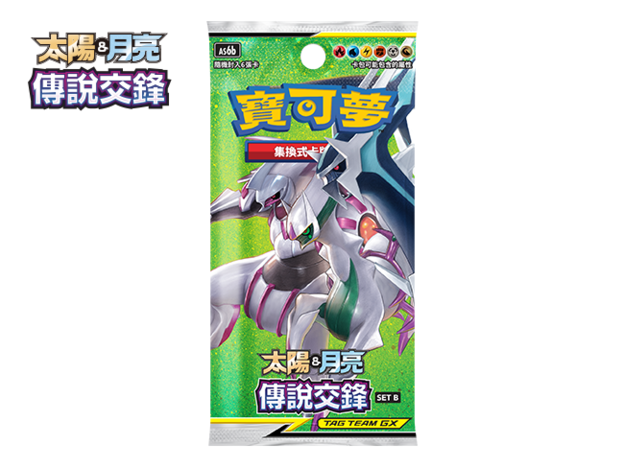 太陽&月亮
傳說交鋒
AS6b
隨機封入6張卡
卡包可能包含的屬性
寶可夢
集換式卡
太陽&月亮
傳說交鋒 SET B
TAG TEAM GX